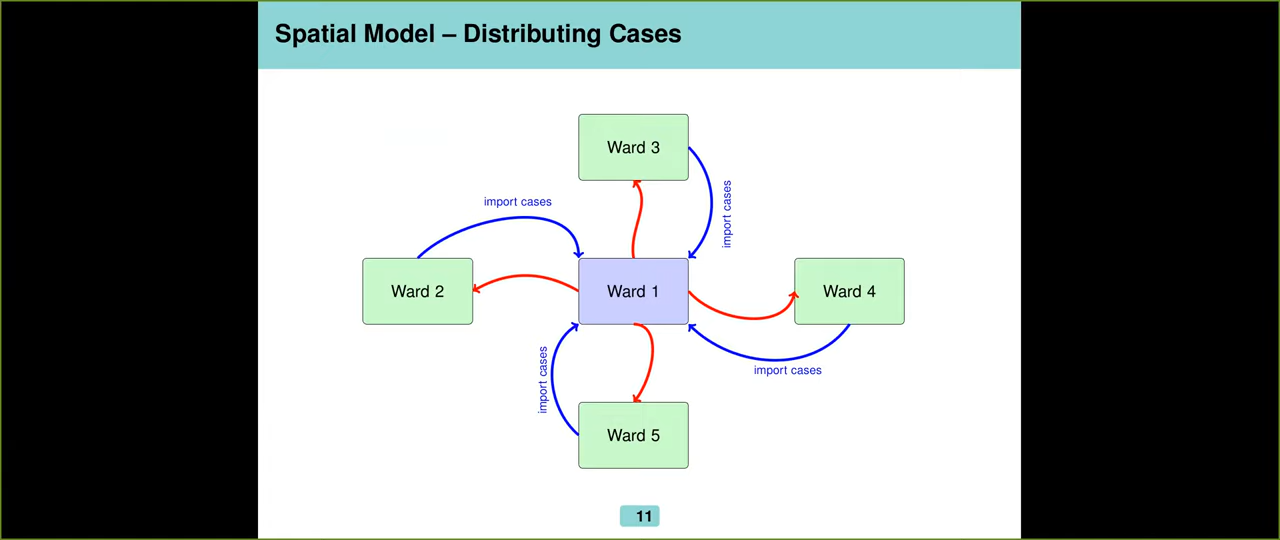 Spatial Model – Distributing Cases
Ward 3
import cases
import cases
Ward 2
Ward 1
Ward 4
import cases
import cases
Ward 5
11